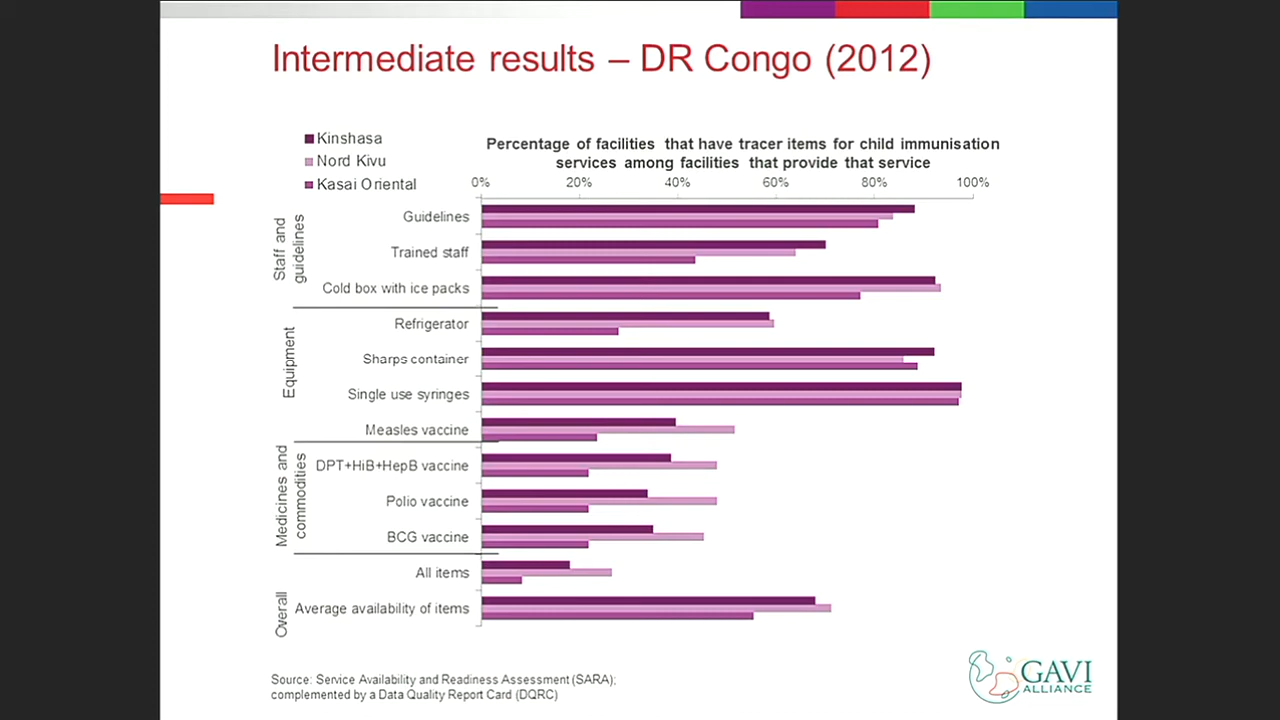 Intermediate results – DR Congo (2012)
Kinshasa
Nord Kivu
Kasai Oriental
Percentage of facilities that have tracer items for child immunisation
services among facilities that provide that service
0% 20% 40% 60% 80% 100%
Staff and
guidelines
Guidelines
Trained staff
Cold box with ice packs
Equipment
Refrigerator
Sharps container
Single use syringes
Measles vaccine
Medicines and
commodities
DPT+HiB+HepB vaccine
Polio vaccine
BCG vaccine
Overall
All items
Average availability of items
Source: Service Availability and Readiness Assessment (SARA);
complemented by a Data Quality Report Card (DQRC)
GAVI
ALLIANCE